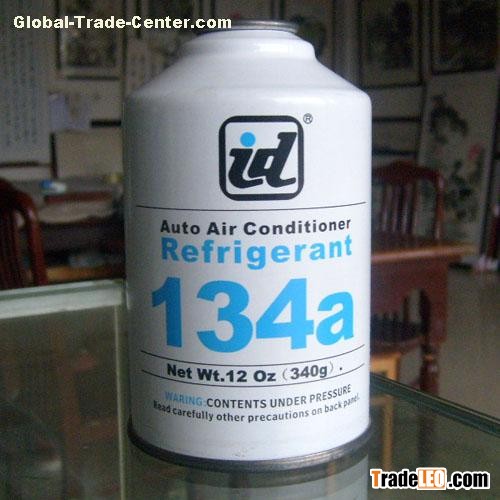 Global-Trade-Center.com
id®
Auto Air Conditioner
Refrigerant
134a
Net Wt.12 Oz (340g).
WARING:CONTENTS UNDER PRESSURE
Read carefully other precautions on back panel.
TradeLEO.com